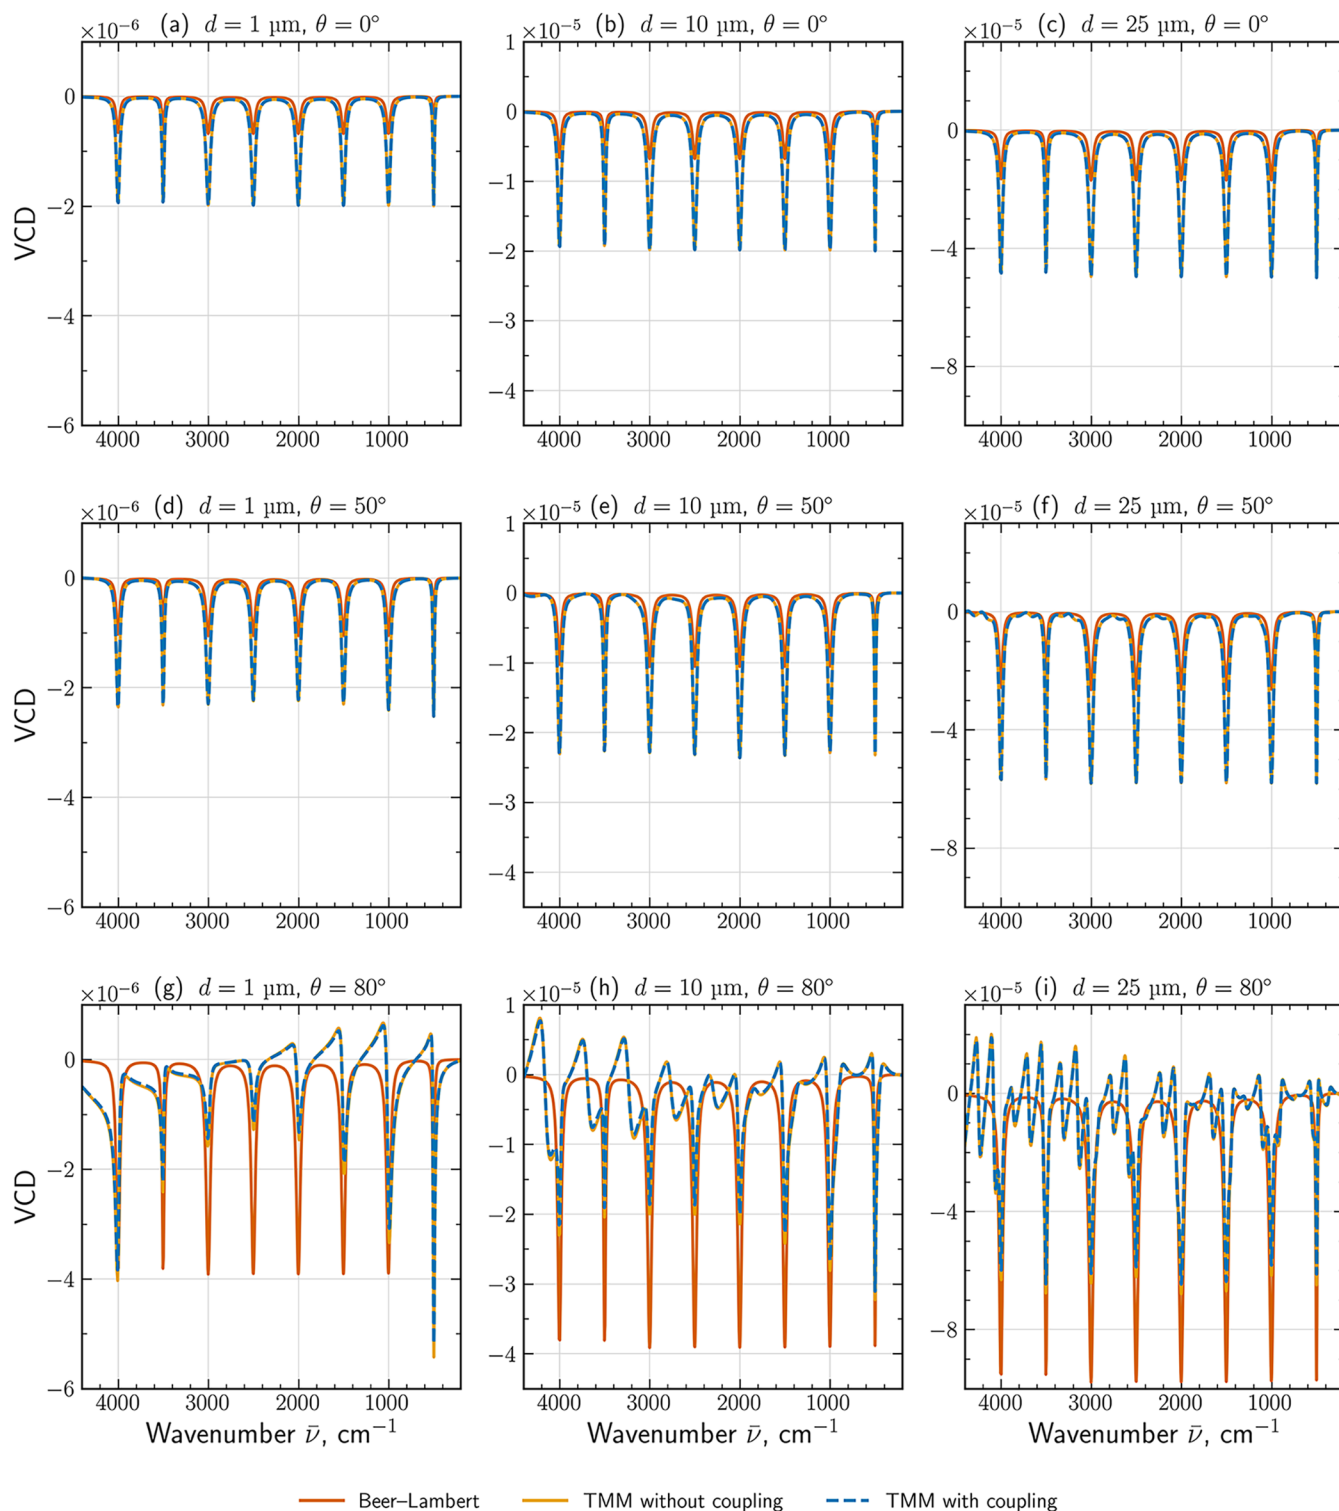 ×10⁻⁶ (a) d = 1 µm, θ = 0°
×10⁻⁵ (b) d = 10 µm, θ = 0°
×10⁻⁵ (c) d = 25 µm, θ = 0°
VCD
0
−2
−4
−6
4000 3000 2000 1000
1
0
−1
−2
−3
−4
4000 3000 2000 1000
0
−4
−8
4000 3000 2000 1000
×10⁻⁶ (d) d = 1 µm, θ = 50°
×10⁻⁵ (e) d = 10 µm, θ = 50°
×10⁻⁵ (f) d = 25 µm, θ = 50°
VCD
0
−2
−4
−6
4000 3000 2000 1000
1
0
−1
−2
−3
−4
4000 3000 2000 1000
0
−4
−8
4000 3000 2000 1000
×10⁻⁶ (g) d = 1 µm, θ = 80°
×10⁻⁵ (h) d = 10 µm, θ = 80°
×10⁻⁵ (i) d = 25 µm, θ = 80°
VCD
0
−2
−4
−6
4000 3000 2000 1000
Wavenumber ν̄, cm⁻¹
1
0
−1
−2
−3
−4
4000 3000 2000 1000
Wavenumber ν̄, cm⁻¹
0
−4
−8
4000 3000 2000 1000
Wavenumber ν̄, cm⁻¹
Beer–Lambert
TMM without coupling
TMM with coupling